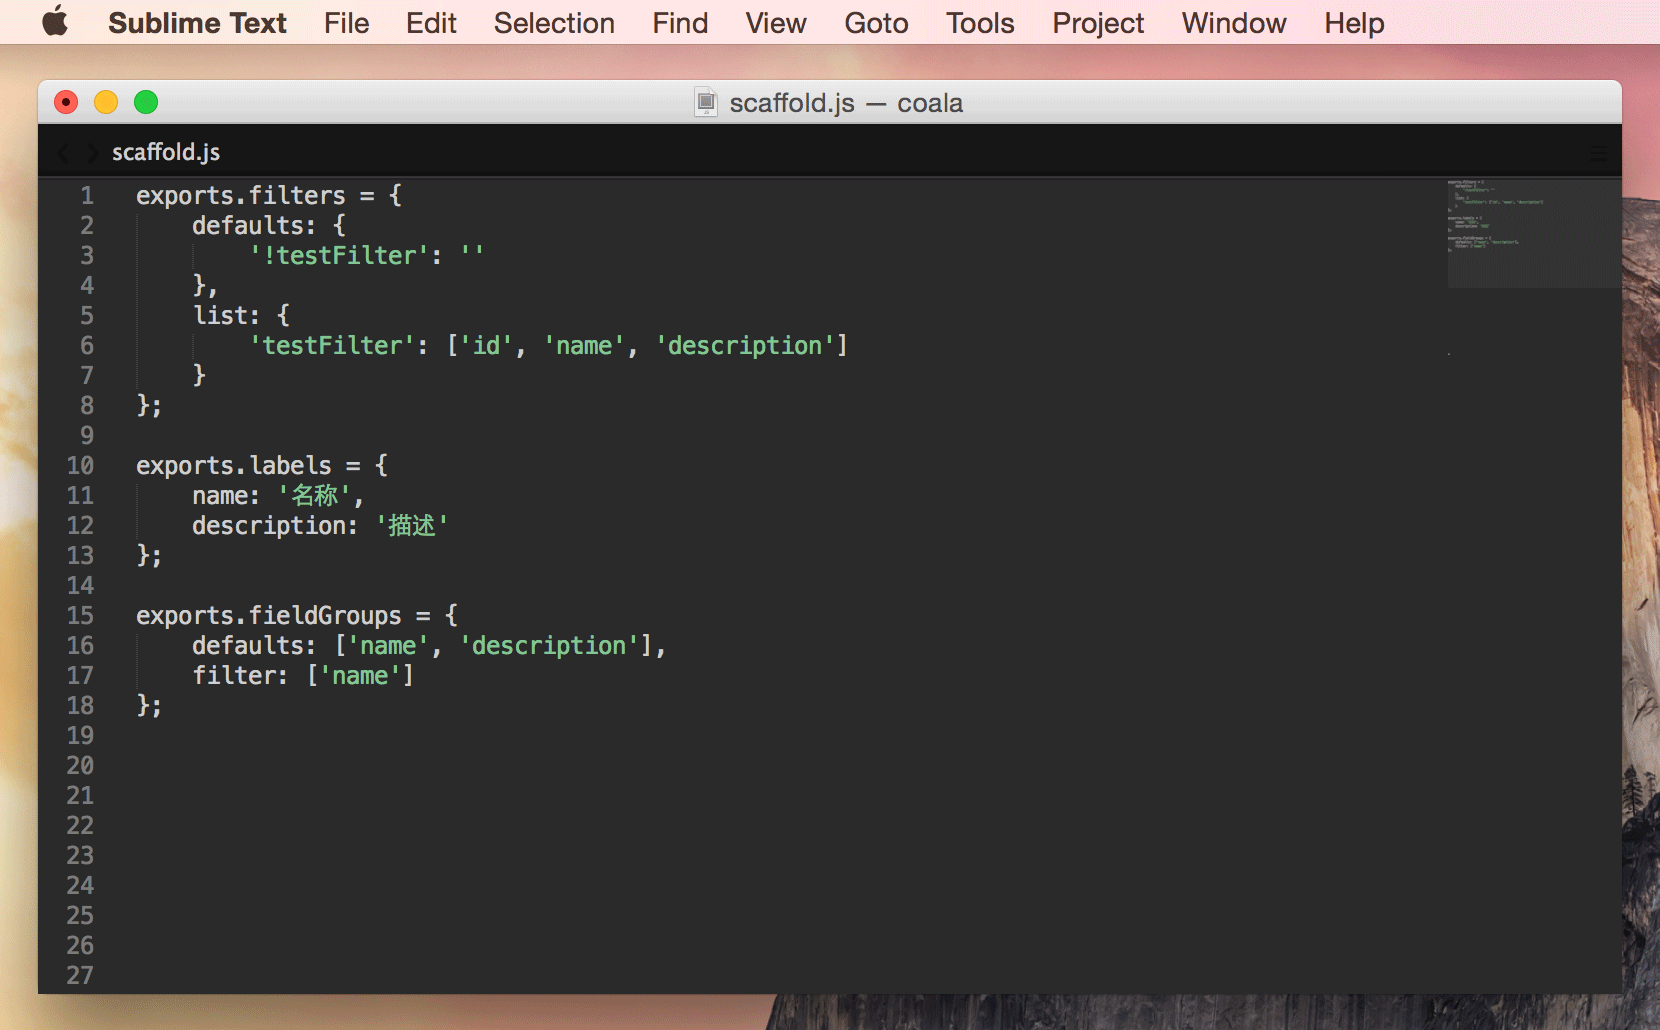 Sublime Text File Edit Selection Find View Goto Tools Project Window Help
scaffold.js — coala
scaffold.js
1 exports.filters = {
2     defaults: {
3         '!testFilter': ''
4     },
5     list: {
6         'testFilter': ['id', 'name', 'description']
7     }
8 };
9
10 exports.labels = {
11     name: '名称',
12     description: '描述'
13 };
14
15 exports.fieldGroups = {
16     defaults: ['name', 'description'],
17     filter: ['name']
18 };
19
20
21
22
23
24
25
26
27